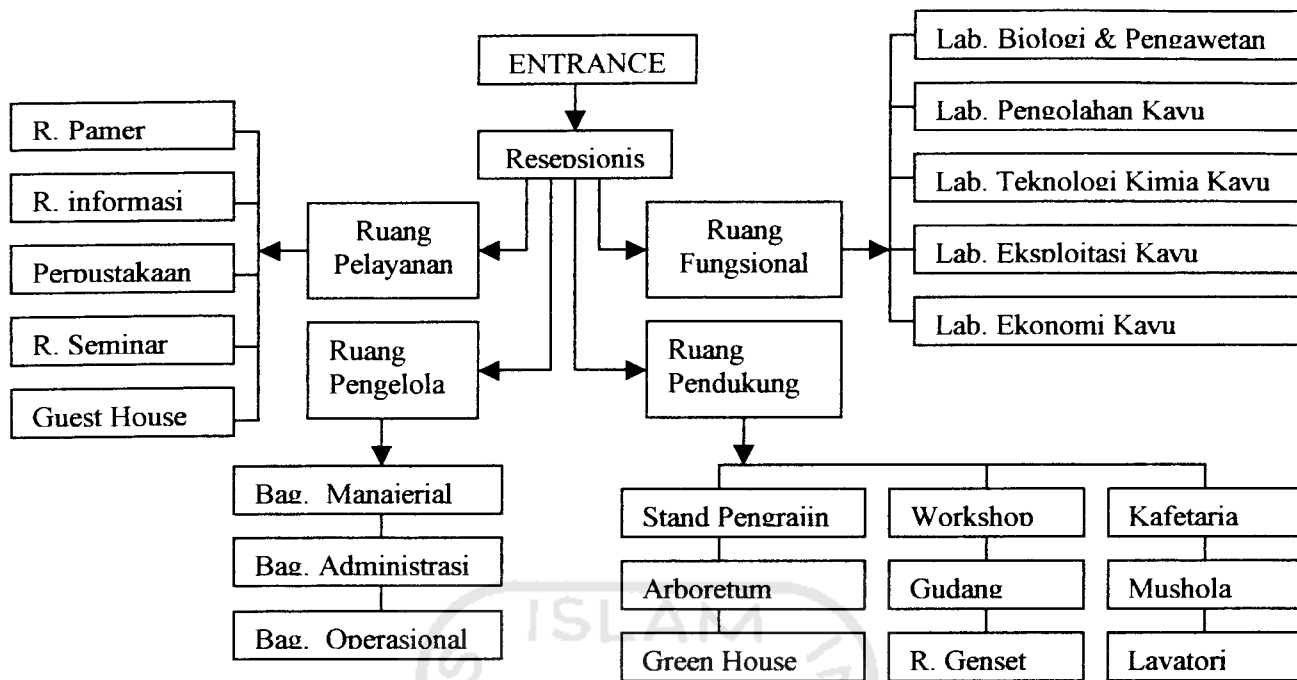 ENTRANCE
Resepsionis
R. Pamer
R. informasi
Perpustakaan
R. Seminar
Guest House
Ruang
Pelayanan
Ruang
Pengelola
Bag. Manajerial
Bag. Administrasi
Bag. Operasional
Ruang
Fungsional
Lab. Biologi & Pengawetan
Lab. Pengolahan Kayu
Lab. Teknologi Kimia Kayu
Lab. Eksploitasi Kayu
Lab. Ekonomi Kayu
Ruang
Pendukung
Stand Pengrajin
Arboretum
Green House
Workshop
Gudang
R. Genset
Kafetaria
Mushola
Lavatori
ISLAM